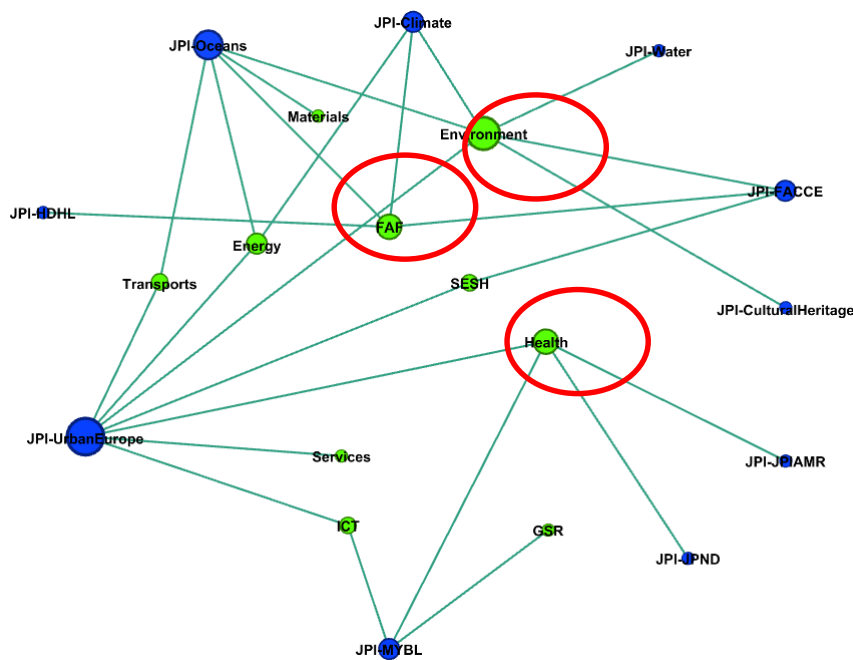 JPI-Climate
JPI-Oceans
JPI-Water
Materials
Environment
JPI-FACCE
JPI-HDHL
FAF
Energy
Transports
SESH
JPI-CulturalHeritage
Health
JPI-UrbanEurope
Services
JPI-JPIAMR
ICT
GSR
JPI-JPND
JPI-MYBL